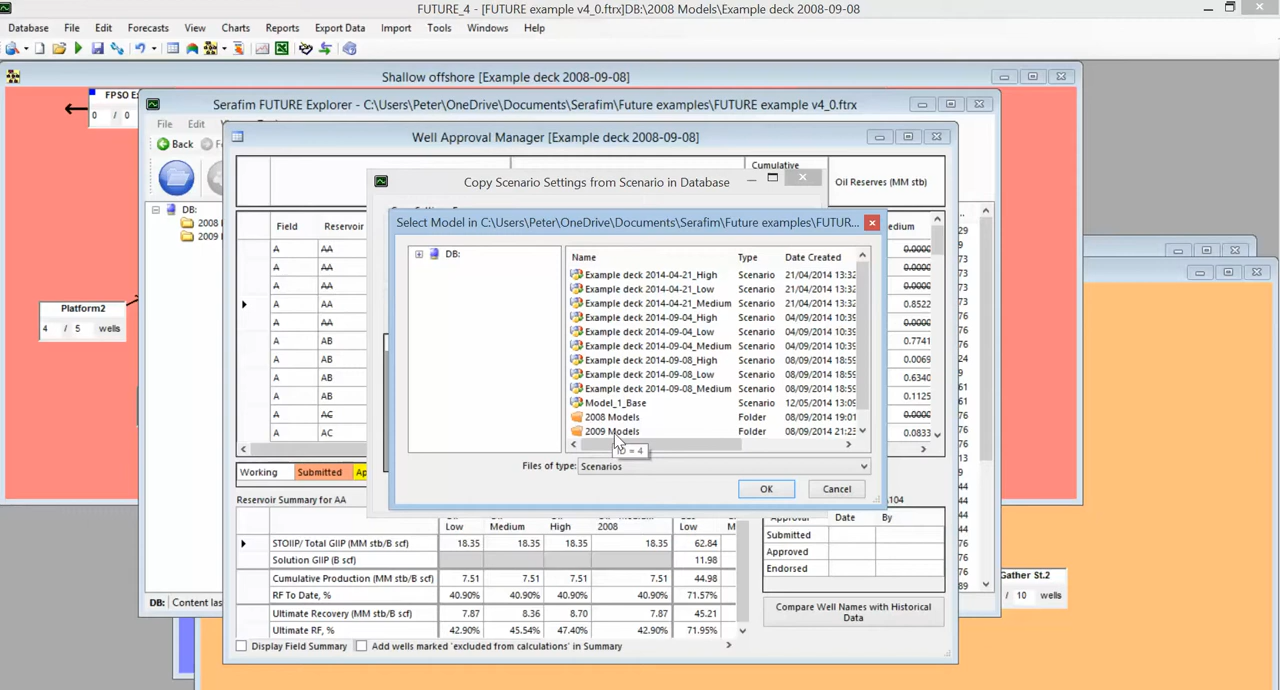 FUTURE_4 - [FUTURE example v4_0.ftrx]DB:\2008 Models\Example deck 2008-09-08
Database File Edit Forecasts View Charts Reports Export Data Import Tools Windows Help
Shallow offshore [Example deck 2008-09-08]
FPSO Ex
0 / 0
Serafim FUTURE Explorer - C:\Users\Peter\OneDrive\Documents\Serafim\Future examples\FUTURE example v4_0.ftrx
File Edit
Back
DB:
2008
2009
Well Approval Manager [Example deck 2008-09-08]
Cumulative
Oil Reserves (MM stb)
Field Reservoir
edium
A AA 0.0000
A AA 0.0000
A AA 0.0000
A AA 0.8522
A AA 0.0000
A AB 0.7741
A AB 0.0069
A AB 0.6340
A AB 0.1125
A AC 0.0000
A AC 0.0833
Copy Scenario Settings from Scenario in Database
Select Model in C:\Users\Peter\OneDrive\Documents\Serafim\Future examples\FUTUR...
DB:
Name Type Date Created
Example deck 2014-04-21_High Scenario 21/04/2014 13:32
Example deck 2014-04-21_Low Scenario 21/04/2014 13:32
Example deck 2014-04-21_Medium Scenario 21/04/2014 13:32
Example deck 2014-09-04_High Scenario 04/09/2014 10:39
Example deck 2014-09-04_Low Scenario 04/09/2014 10:39
Example deck 2014-09-04_Medium Scenario 04/09/2014 10:39
Example deck 2014-09-08_High Scenario 08/09/2014 18:59
Example deck 2014-09-08_Low Scenario 08/09/2014 18:59
Example deck 2014-09-08_Medium Scenario 08/09/2014 18:59
Model_1_Base Scenario 12/05/2014 13:09
2008 Models Folder 08/09/2014 19:01
2009 Models Folder 08/09/2014 21:23
ID = 4
Files of type: Scenarios
OK Cancel
Platform2
4 / 5 wells
Working Submitted Ap
Reservoir Summary for AA
A104
Low Medium High 2008 Low M
STOIIP/ Total GIIP (MM stb/B scf) 18.35 18.35 18.35 18.35 62.84
Solution GIIP (B scf) 11.98
Cumulative Production (MM stb/B scf) 7.51 7.51 7.51 7.51 44.98
RF To Date, % 40.90% 40.90% 40.90% 40.90% 71.57%
Ultimate Recovery (MM stb/B scf) 7.87 8.36 8.70 7.87 45.21
Ultimate RF, % 42.90% 45.54% 47.40% 42.90% 71.95%
Approval Date By
Submitted
Approved
Endorsed
Compare Well Names with Historical
Data
Display Field Summary Add wells marked 'excluded from calculations' in Summary
DB: Content las
Gather St.2
/ 10 wells